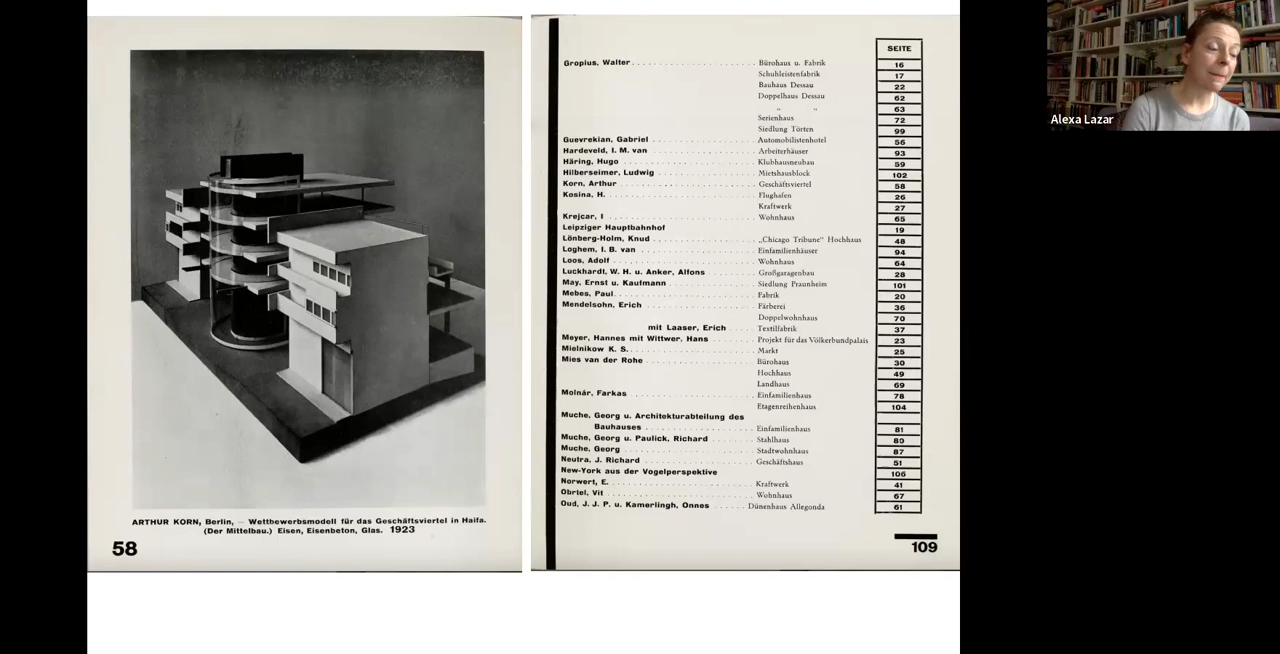 ARTHUR KORN, Berlin, — Wettbewerbsmodell für das Geschäftsviertel in Haifa.
(Der Mittelbau.) Eisen, Eisenbeton, Glas. 1923
58
SEITE
Gropius, Walter Bürohaus u. Fabrik 16
Schuhleistenfabrik 17
Bauhaus Dessau 22
Doppelhaus Dessau 62
„ „ 63
Serienhaus 72
Siedlung Törten 99
Guevrekian, Gabriel Automobilistenhotel 56
Hardeveld, I. M. van Arbeiterhäuser 93
Häring, Hugo Klubhausneubau 59
Hilberseimer, Ludwig Mietshausblock 102
Korn, Arthur Geschäftsviertel 58
Kosina, H. Flughafen 26
Kraftwerk 27
Krejcar, I Wohnhaus 65
Leipziger Hauptbahnhof 19
Lönberg-Holm, Knud „Chicago Tribune“ Hochhaus 48
Loghem, I. B. van Einfamilienhäuser 94
Loos, Adolf Wohnhaus 64
Luckhardt, W. H. u. Anker, Alfons Großgaragenbau 28
May, Ernst u. Kaufmann Siedlung Praunheim 101
Mebes, Paul Fabrik 20
Mendelsohn, Erich Färberei 36
Doppelwohnhaus 70
mit Laaser, Erich Textilfabrik 37
Meyer, Hannes mit Wittwer, Hans Projekt für das Völkerbundpalais 23
Mielnikow K. S. Markt 25
Mies van der Rohe Bürohaus 30
Hochhaus 49
Landhaus 69
Molnár, Farkas Einfamilienhaus 78
Etagenreihenhaus 104
Muche, Georg u. Architekturabteilung des
Bauhauses Einfamilienhaus 81
Muche, Georg u. Paulick, Richard Stahlhaus 80
Muche, Georg Stadtwohnhaus 87
Neutra, J. Richard Geschäftshaus 51
New-York aus der Vogelperspektive 106
Norwert, E. Kraftwerk 41
Obrtel, Vit Wohnhaus 67
Oud, J. J. P. u. Kamerlingh, Onnes Dünenhaus Allegonda 61
109
Alexa Lazar